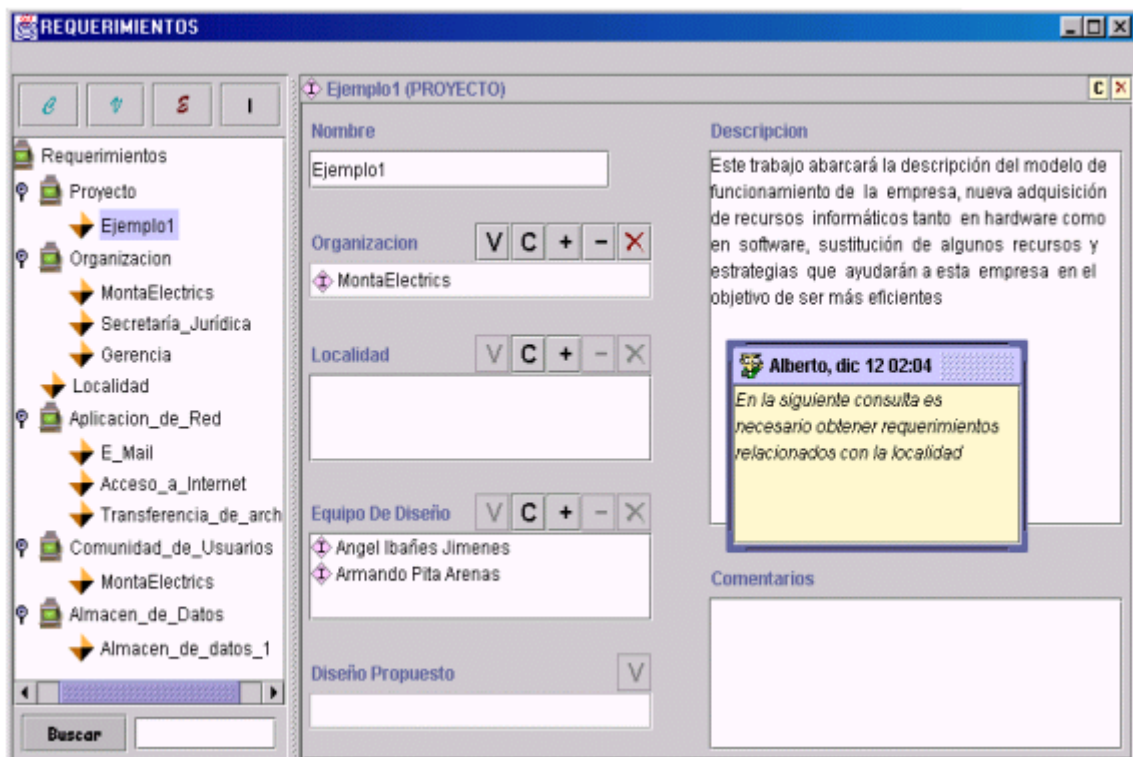 REQUERIMIENTOS
C V E I
Requerimientos
Proyecto
Ejemplo1
Organizacion
MontaElectrics
Secretaría_Jurídica
Gerencia
Localidad
Aplicacion_de_Red
E_Mail
Acceso_a_Internet
Transferencia_de_arch
Comunidad_de_Usuarios
MontaElectrics
Almacen_de_Datos
Almacen_de_datos_1
Buscar
Ejemplo1 (PROYECTO)
C
Nombre
Ejemplo1
Organizacion V C + −
MontaElectrics
Localidad V C + −
Equipo De Diseño V C + −
Angel Ibañes Jimenes
Armando Pita Arenas
Diseño Propuesto V
Descripcion
Este trabajo abarcará la descripción del modelo de
funcionamiento de la empresa, nueva adquisición
de recursos informáticos tanto en hardware como
en software, sustitución de algunos recursos y
estrategias que ayudarán a esta empresa en el
objetivo de ser más eficientes
Alberto, dic 12 02:04
En la siguiente consulta es
necesario obtener requerimientos
relacionados con la localidad
Comentarios